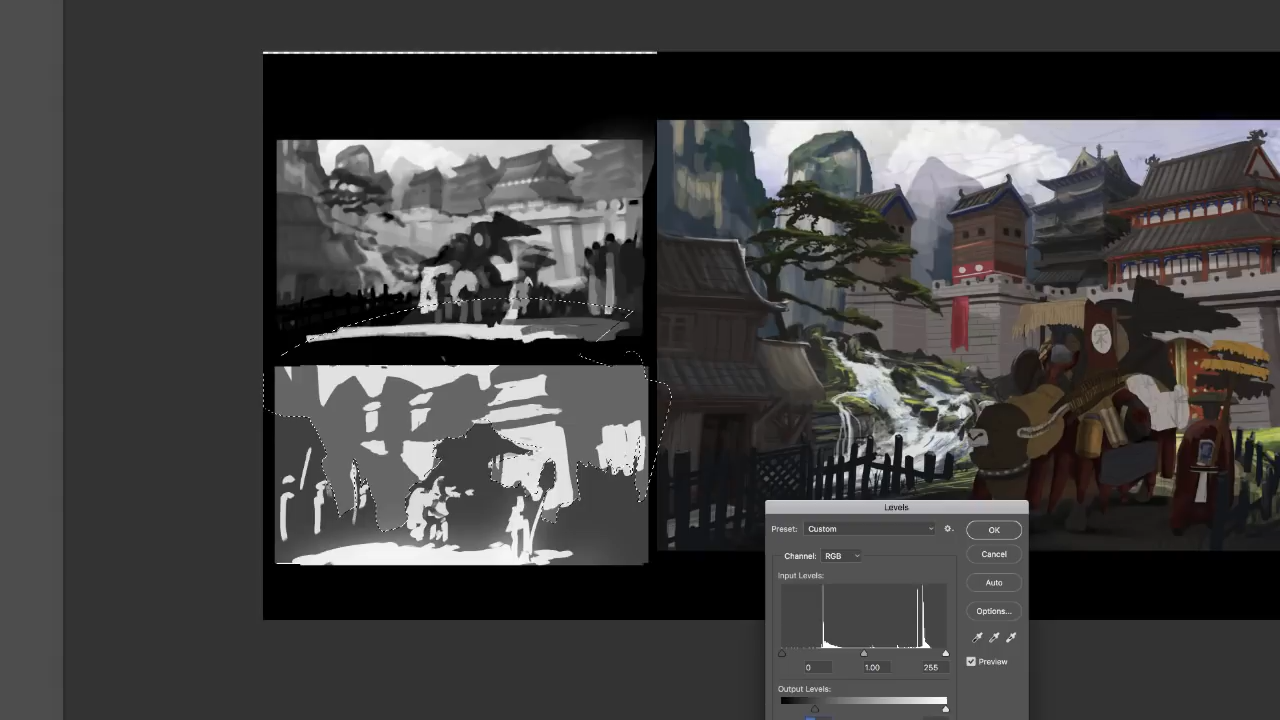 Levels
Preset: Custom
OK
Channel: RGB
Cancel
Input Levels:
Auto
Options...
0 1.00 255
Preview
Output Levels: